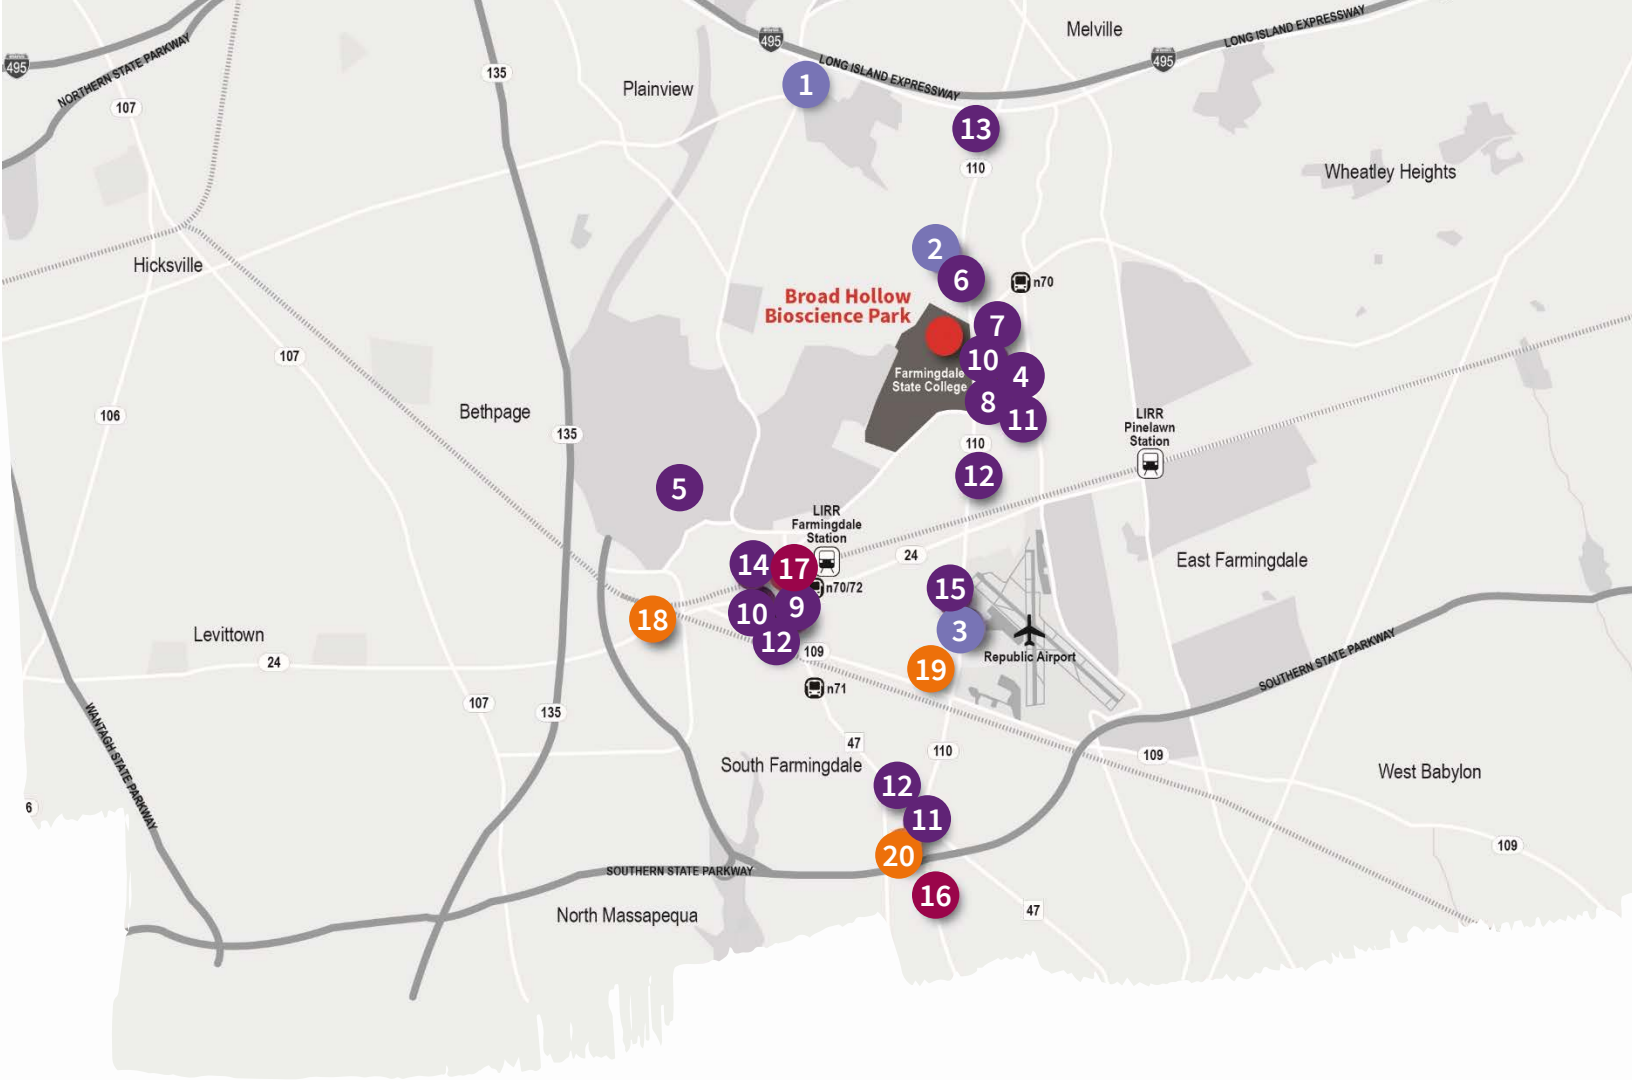 Melville
495
495
495
LONG ISLAND EXPRESSWAY
LONG ISLAND EXPRESSWAY
NORTHERN STATE PARKWAY
135
Plainview
1
107
13
110
Wheatley Heights
2
Hicksville
6
n70
Broad Hollow
Bioscience Park
7
107
10
Farmingdale
State College
4
8
106
Bethpage
11
LIRR
Pinelawn
Station
135
110
12
5
LIRR
Farmingdale
Station
24
East Farmingdale
14
17
n70/72
15
10
9
18
3
Levittown
12
109
Republic Airport
24
19
SOUTHERN STATE PARKWAY
n71
107
135
WANTAGH STATE PARKWAY
47
110
109
South Farmingdale
West Babylon
12
6
11
109
20
SOUTHERN STATE PARKWAY
16
North Massapequa
47